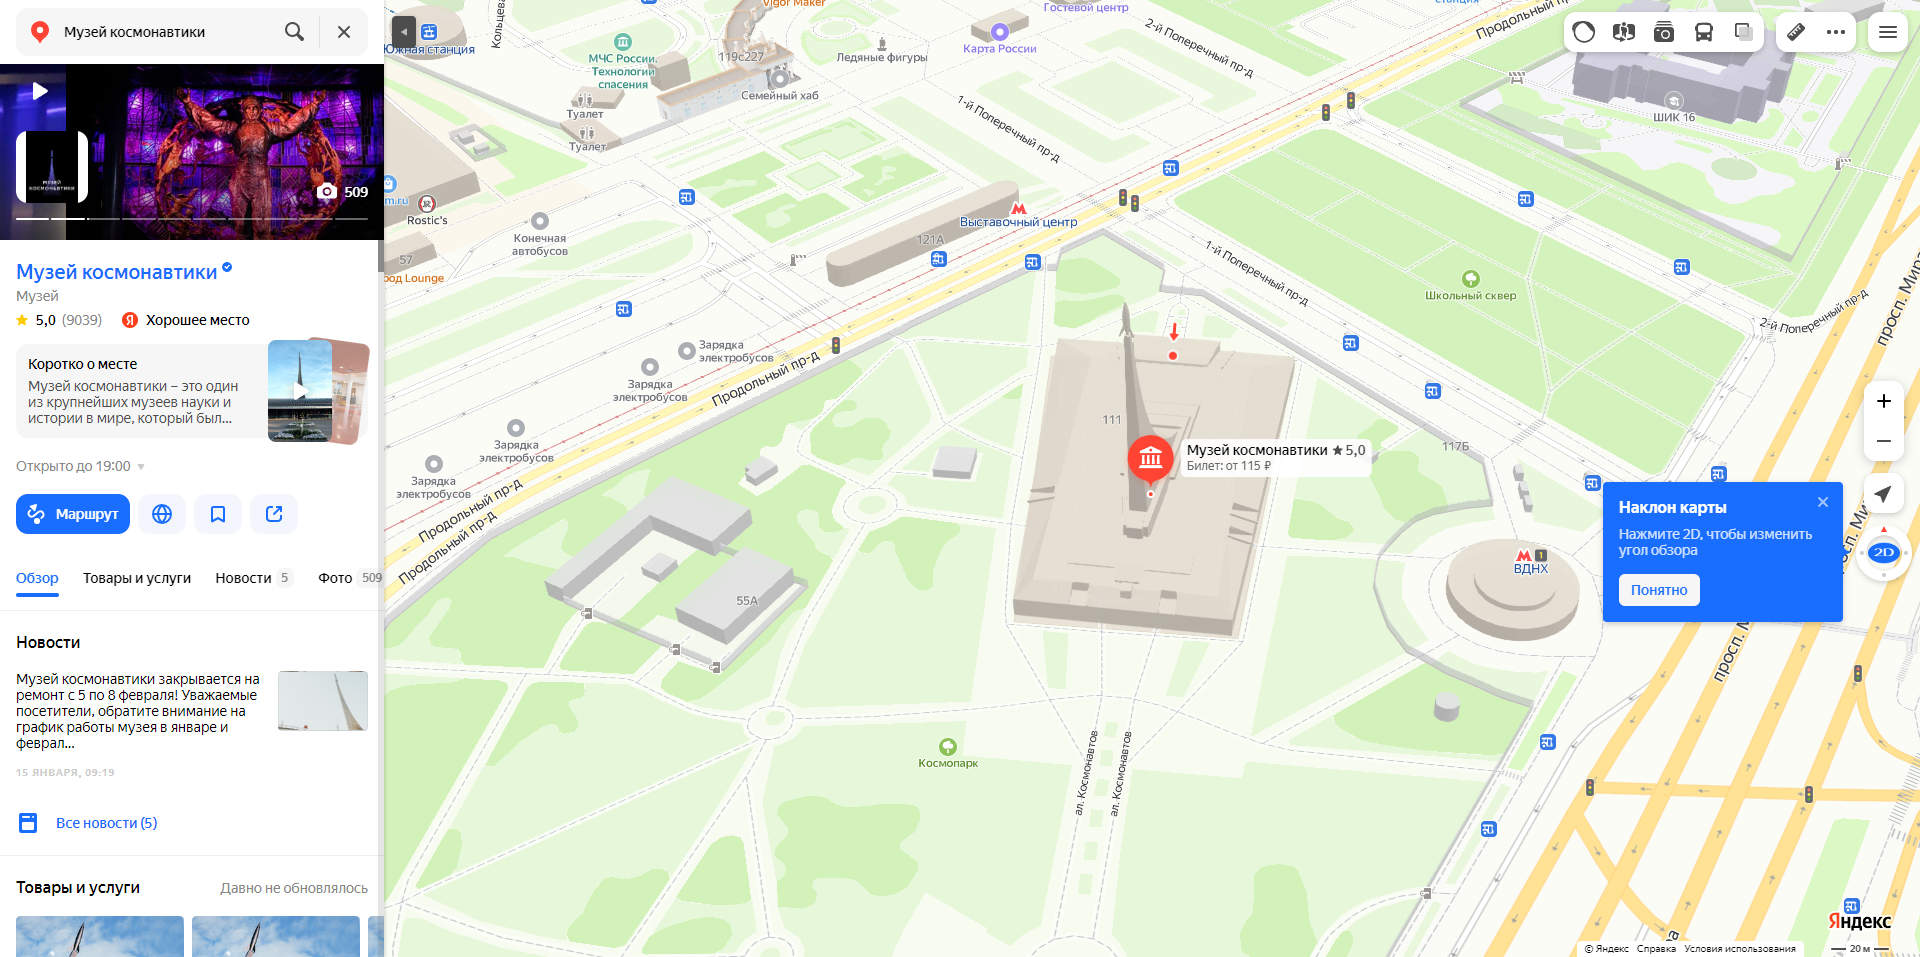 Музей космонавтики
509
МУЗЕЙ
КОСМОНАВТИКИ
Музей космонавтики
Музей
5,0 (9039) Я Хорошее место
Коротко о месте
Музей космонавтики – это один
из крупнейших музеев науки и
истории в мире, который был...
Открыто до 19:00
Маршрут
Обзор Товары и услуги Новости 5 Фото 509
Новости
Музей космонавтики закрывается на
ремонт с 5 по 8 февраля! Уважаемые
посетители, обратите внимание на
график работы музея в январе и
феврал...
15 ЯНВАРЯ, 09:19
Все новости (5)
Товары и услуги Давно не обновлялось
Южная станция
Кольцева
Vigor Maker
Гостевой центр
станция
Продольный пр-д
2-й Поперечный пр-д
МЧС России.
Технологии
спасения
119с227
Ледяные фигуры
Карта России
Семейный хаб
Туалет
Туалет
1-й Поперечный пр-д
ШИК 16
m.ru
Rostic's
Конечная
автобусов
Выставочный центр
121А
57
род Lounge
1-й Поперечный пр-д
Школьный сквер
2-й Поперечный пр-д
просп. Мира
Зарядка
электробусов
Зарядка
электробусов
Продольный пр-д
Зарядка
электробусов
Зарядка
электробусов
111
117Б
Музей космонавтики 5,0
Билет: от 115 ₽
Продольный пр-д
Продольный пр-д
55А
1
ВДНХ
Наклон карты
Нажмите 2D, чтобы изменить
угол обзора
Понятно
2D
Космопарк
ал. Космонавтов
ал. Космонавтов
Яндекс
© Яндекс Справка Условия использования
20 м